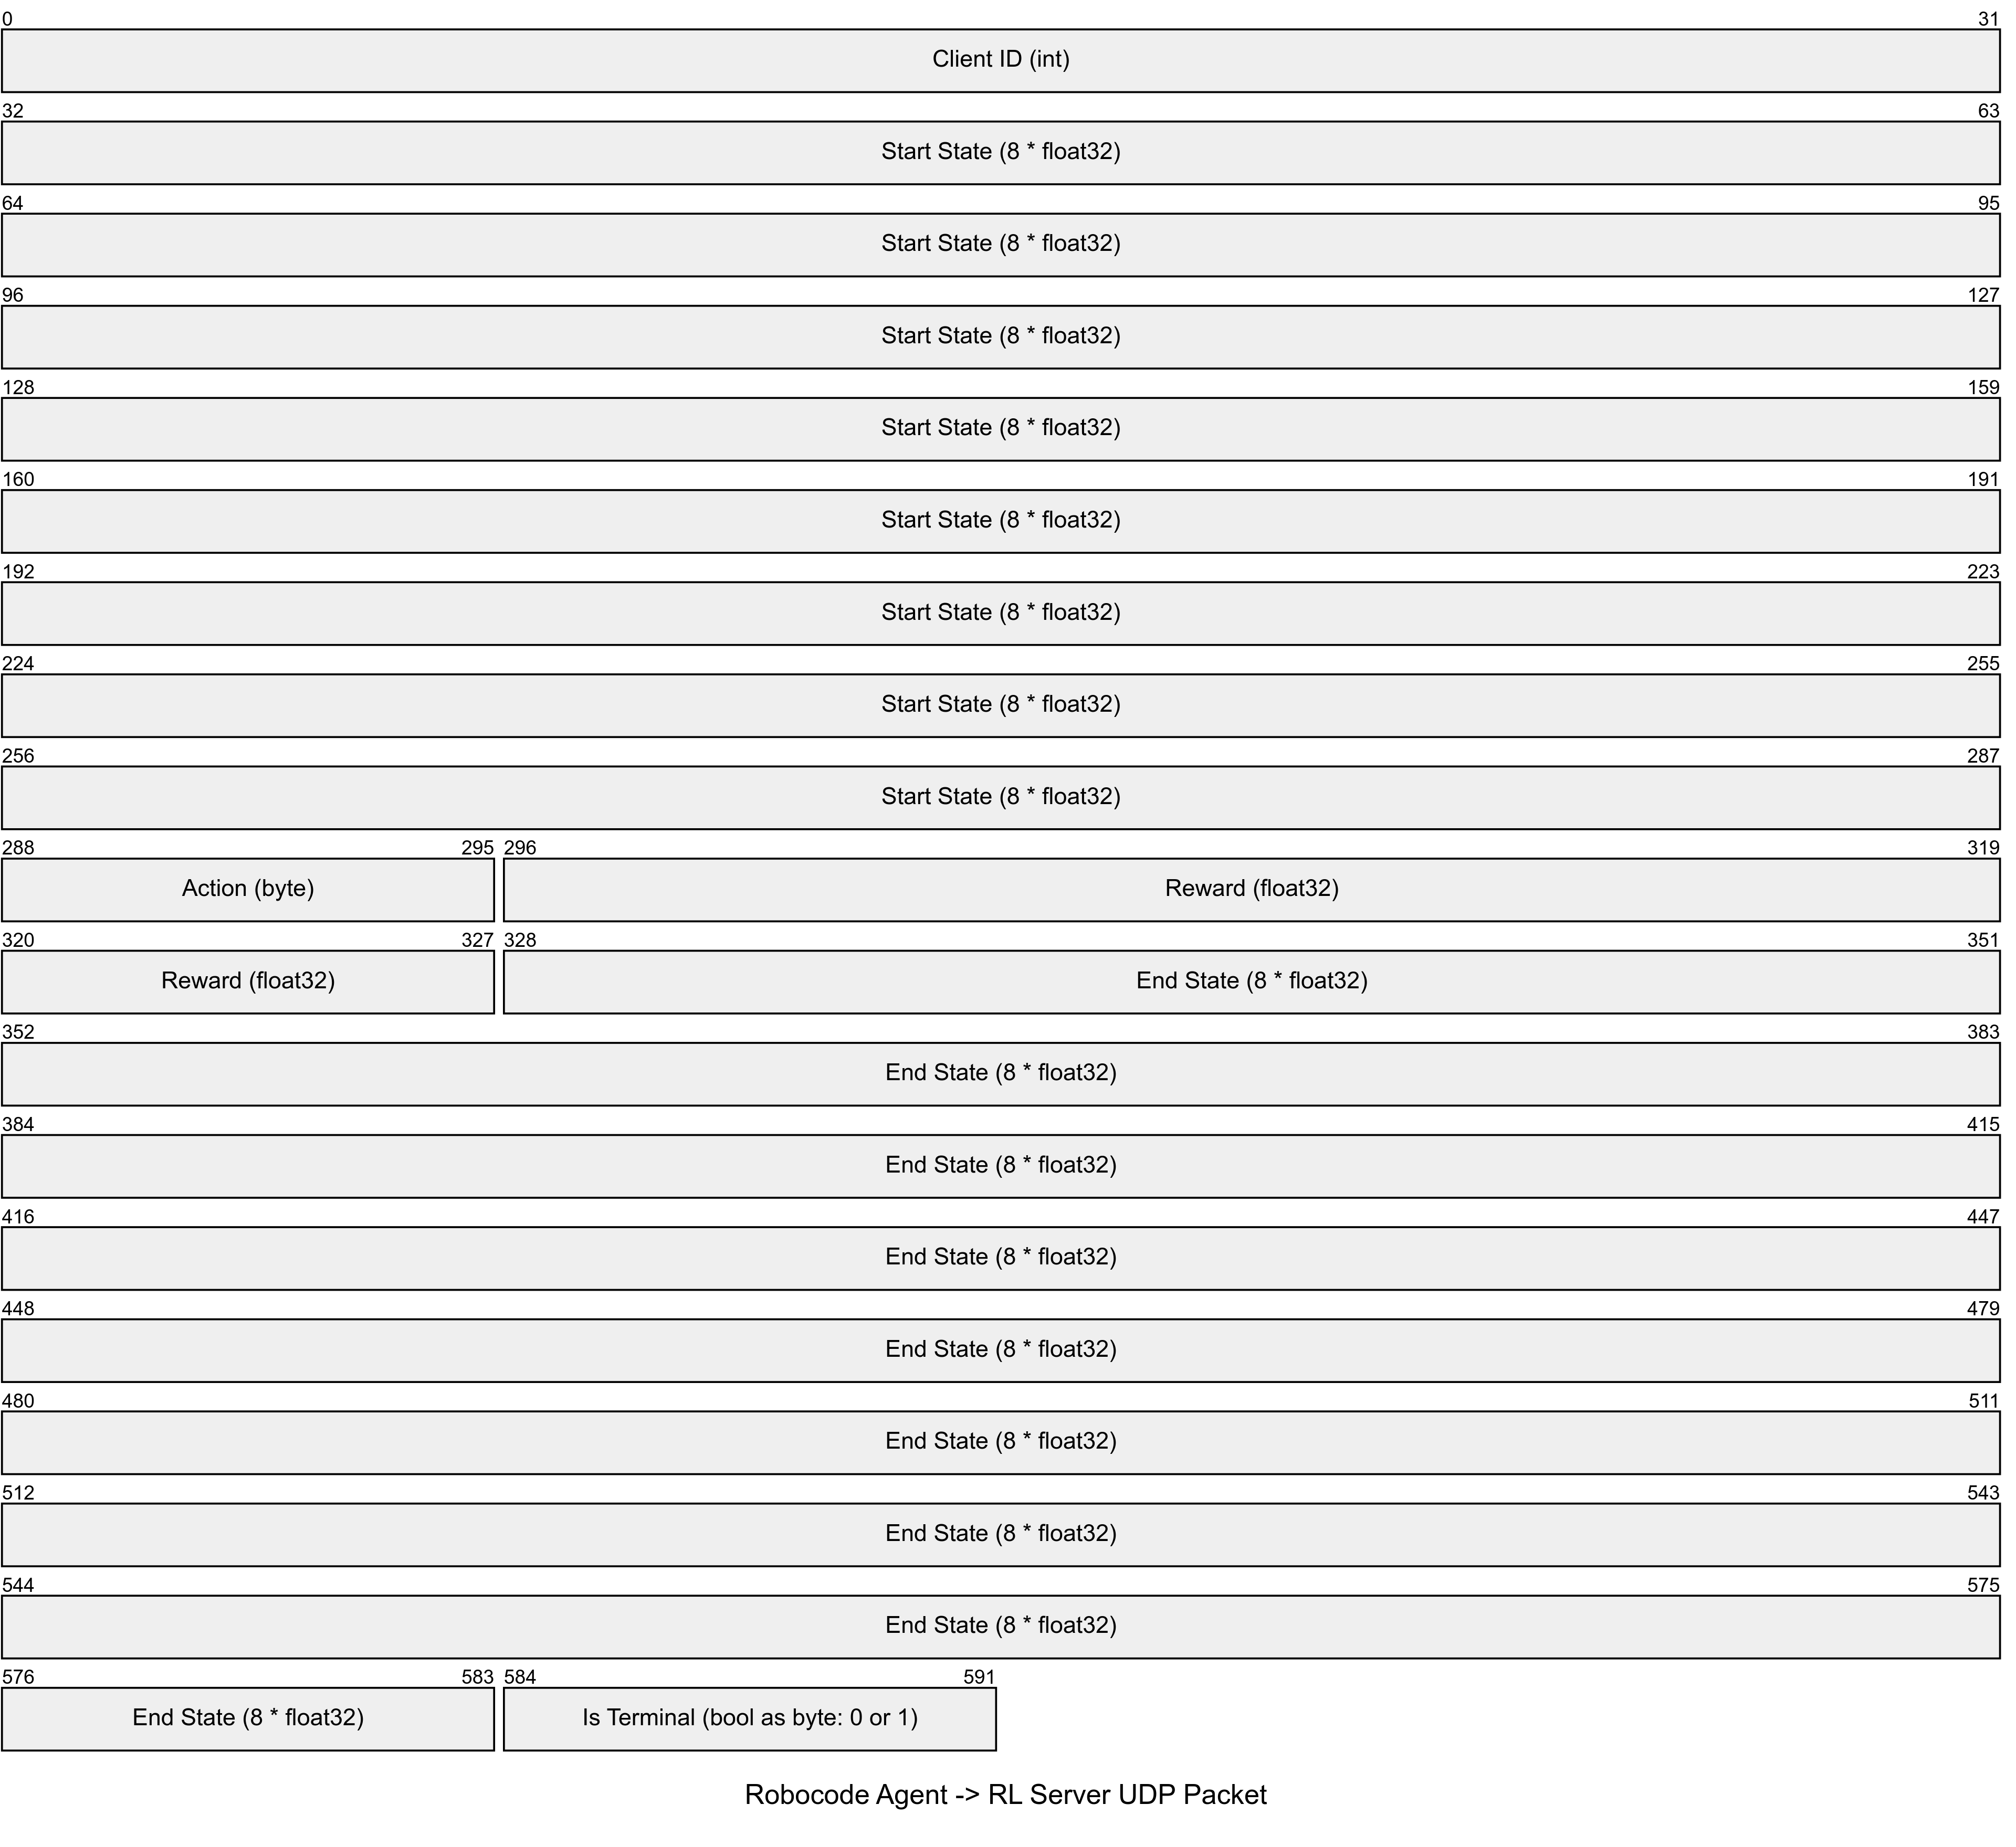 0 31
Client ID (int)
32 63
Start State (8 * float32)
64 95
Start State (8 * float32)
96 127
Start State (8 * float32)
128 159
Start State (8 * float32)
160 191
Start State (8 * float32)
192 223
Start State (8 * float32)
224 255
Start State (8 * float32)
256 287
Start State (8 * float32)
288 295 296 319
Action (byte) Reward (float32)
320 327 328 351
Reward (float32) End State (8 * float32)
352 383
End State (8 * float32)
384 415
End State (8 * float32)
416 447
End State (8 * float32)
448 479
End State (8 * float32)
480 511
End State (8 * float32)
512 543
End State (8 * float32)
544 575
End State (8 * float32)
576 583 584 591
End State (8 * float32) Is Terminal (bool as byte: 0 or 1)
Robocode Agent -> RL Server UDP Packet